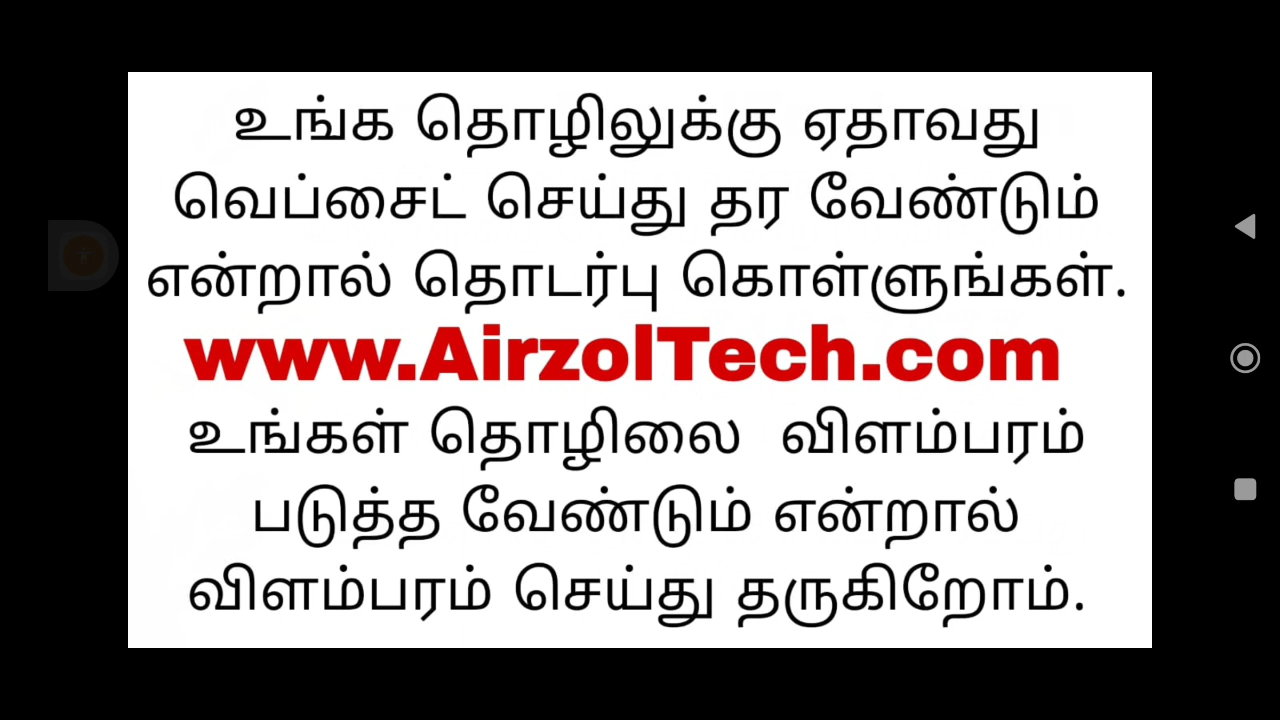 உங்க தொழிலுக்கு ஏதாவது
வெப்சைட் செய்து தர வேண்டும்
என்றால் தொடர்பு கொள்ளுங்கள்.
www.AirzolTech.com
உங்கள் தொழிலை விளம்பரம்
படுத்த வேண்டும் என்றால்
விளம்பரம் செய்து தருகிறோம்.